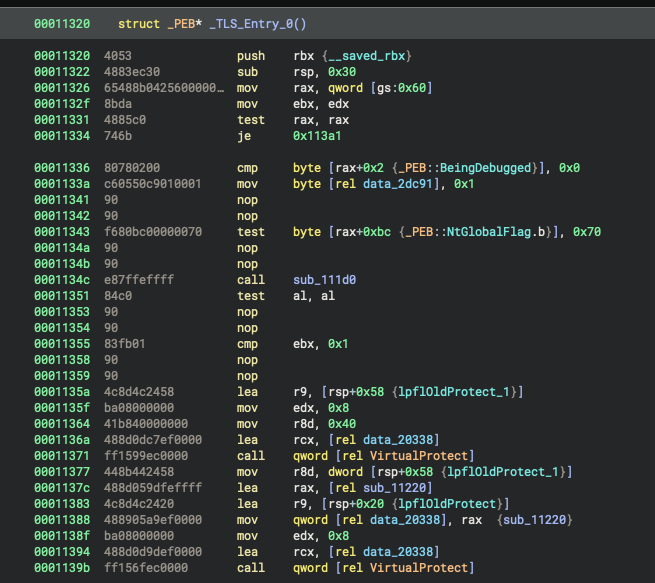 00011320 struct _PEB* _TLS_Entry_0()
00011320 4053 push rbx {__saved_rbx}
00011322 4883ec30 sub rsp, 0x30
00011326 65488b0425600000… mov rax, qword [gs:0x60]
0001132f 8bda mov ebx, edx
00011331 4885c0 test rax, rax
00011334 746b je 0x113a1
00011336 80780200 cmp byte [rax+0x2 {_PEB::BeingDebugged}], 0x0
0001133a c60550c9010001 mov byte [rel data_2dc91], 0x1
00011341 90 nop
00011342 90 nop
00011343 f680bc00000070 test byte [rax+0xbc {_PEB::NtGlobalFlag.b}], 0x70
0001134a 90 nop
0001134b 90 nop
0001134c e87ffeffff call sub_111d0
00011351 84c0 test al, al
00011353 90 nop
00011354 90 nop
00011355 83fb01 cmp ebx, 0x1
00011358 90 nop
00011359 90 nop
0001135a 4c8d4c2458 lea r9, [rsp+0x58 {lpflOldProtect_1}]
0001135f ba08000000 mov edx, 0x8
00011364 41b840000000 mov r8d, 0x40
0001136a 488d0dc7ef0000 lea rcx, [rel data_20338]
00011371 ff1599ec0000 call qword [rel VirtualProtect]
00011377 448b442458 mov r8d, dword [rsp+0x58 {lpflOldProtect_1}]
0001137c 488d059dfeffff lea rax, [rel sub_11220]
00011383 4c8d4c2420 lea r9, [rsp+0x20 {lpflOldProtect}]
00011388 488905a9ef0000 mov qword [rel data_20338], rax {sub_11220}
0001138f ba08000000 mov edx, 0x8
00011394 488d0d9def0000 lea rcx, [rel data_20338]
0001139b ff156fec0000 call qword [rel VirtualProtect]